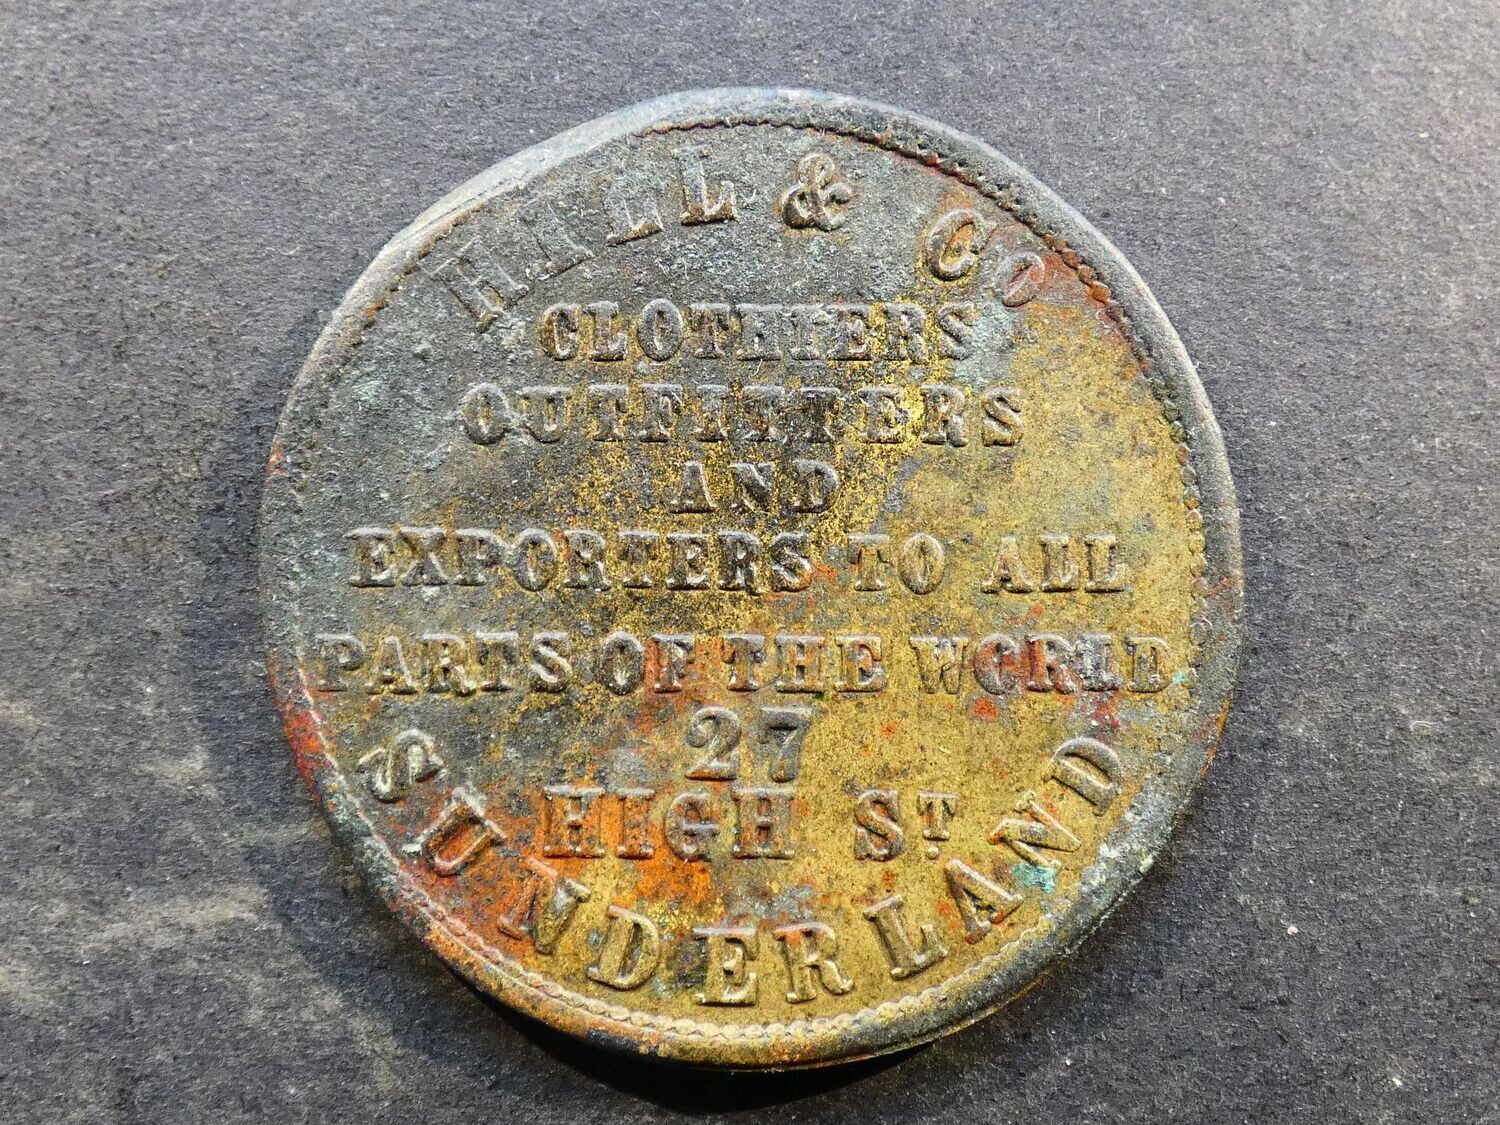 HALL & CO
CLOTHIERS
OUTFITTERS
AND
EXPORTERS TO ALL
PARTS OF THE WORLD
27
HIGH ST
SUNDERLAND